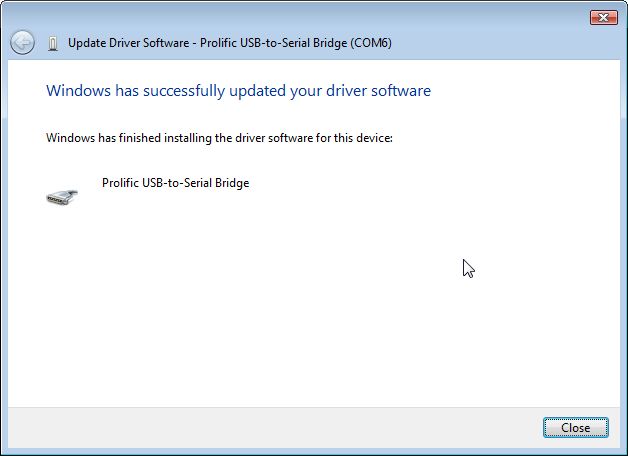 Update Driver Software - Prolific USB-to-Serial Bridge (COM6)
Windows has successfully updated your driver software
Windows has finished installing the driver software for this device:
Prolific USB-to-Serial Bridge
Close